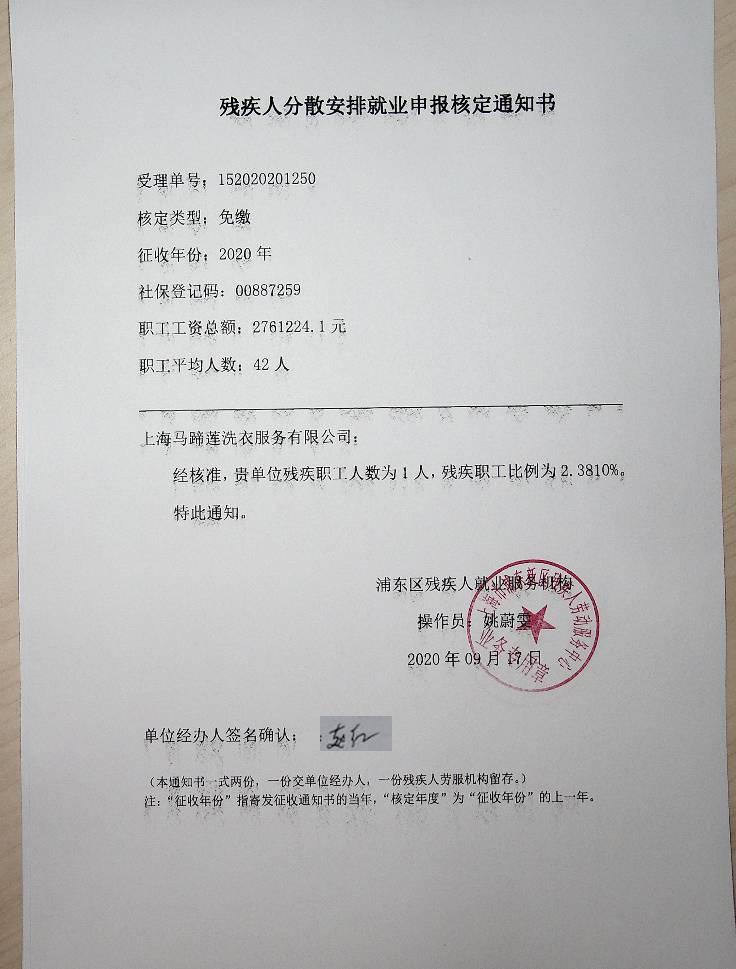 残疾人分散安排就业申报核定通知书
受理单号：152020201250
核定类型：免缴
征收年份：2020 年
社保登记码：00887259
职工工资总额：2761224.1 元
职工平均人数：42 人
上海马蹄莲洗衣服务有限公司：
经核准，贵单位残疾职工人数为 1 人，残疾职工比例为 2.3810%。
特此通知。
浦东区残疾人就业服务机构
操作员：姚蔚雯
2020 年 09 月 17 日
上海市浦东新区残疾人劳动服务中心
业务专用章
单位经办人签名确认：
（本通知书一式两份，一份交单位经办人，一份残疾人劳服机构留存。）
注：“征收年份”指寄发征收通知书的当年，“核定年度”为“征收年份”的上一年。